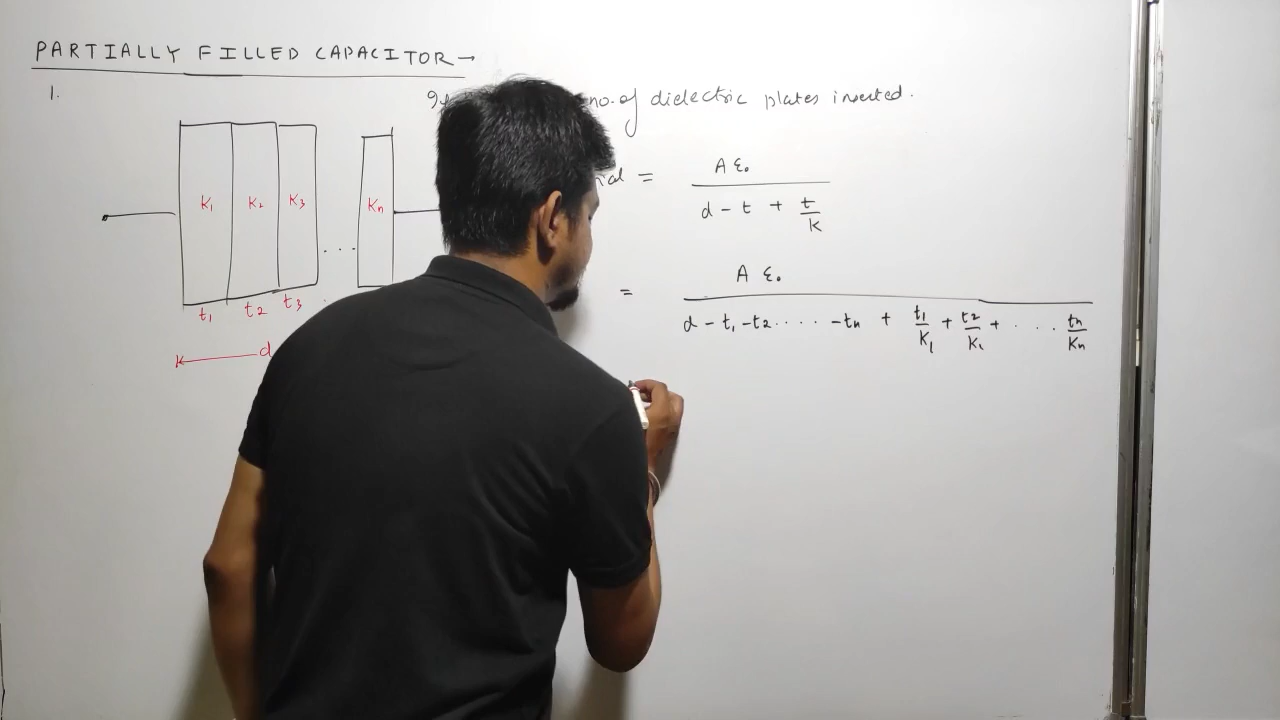 PARTIALLY FILLED CAPACITOR →
1.
no. of dielectric plates inserted.
K₁ K₂ K₃ ... Kn
t₁ t₂ t₃
d
= Aε₀ / (d - t + t/K)
= Aε₀ / (d - t₁ - t₂ ..... - tn + t₁/K₁ + t₂/K₂ + .... tn/Kn)